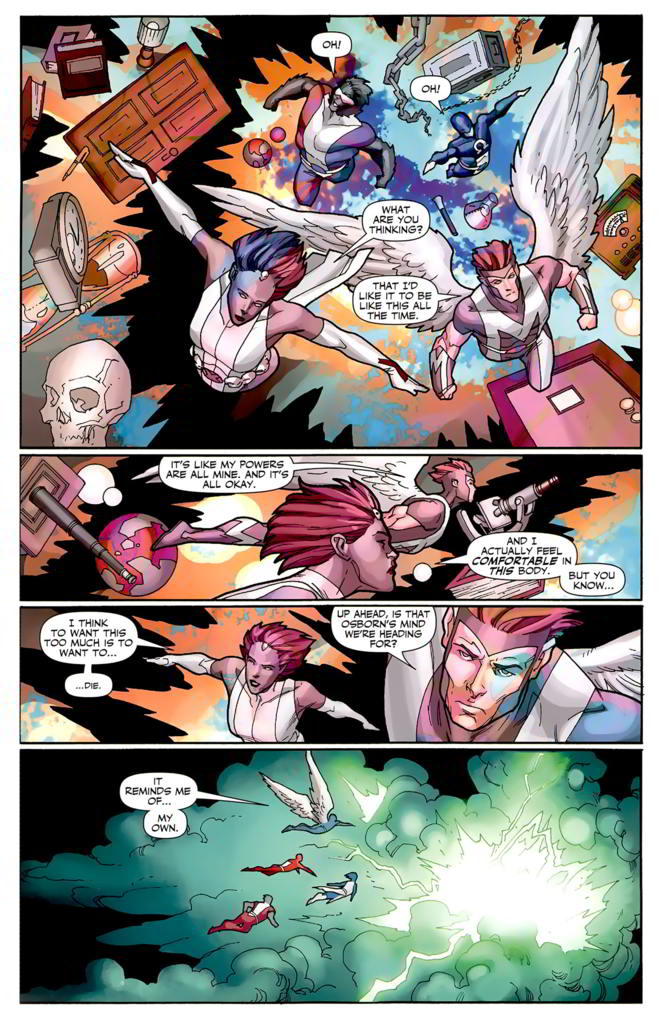 OH!
OH!
WHAT
ARE YOU
THINKING?
THAT I'D
LIKE IT TO BE
LIKE THIS ALL
THE TIME.
IT'S LIKE MY POWERS
ARE ALL MINE. AND IT'S
ALL OKAY.
AND I
ACTUALLY FEEL
COMFORTABLE IN
THIS BODY.
BUT YOU
KNOW...
I THINK
TO WANT THIS
TOO MUCH IS TO
WANT TO...
...DIE.
UP AHEAD, IS THAT
OSBORN'S MIND
WE'RE HEADING
FOR?
IT
REMINDS ME
OF...
MY
OWN.